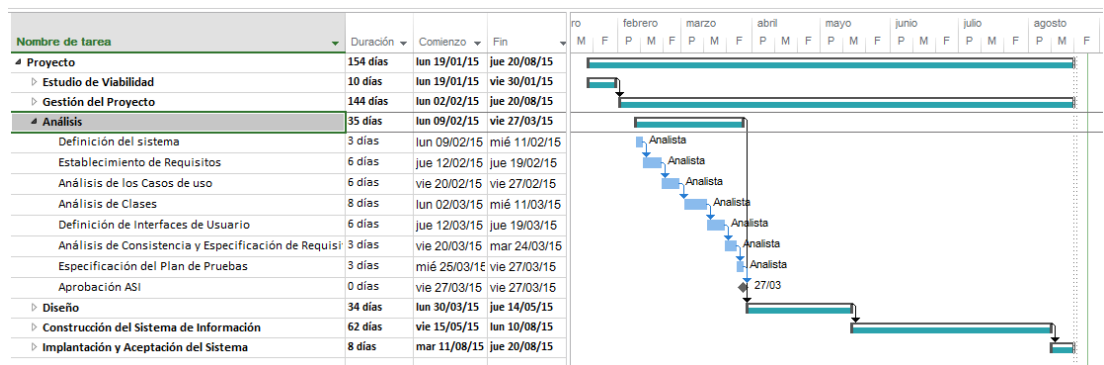 ro febrero marzo abril mayo junio julio agosto
Nombre de tarea Duración Comienzo Fin M F P M F P M F P M F P M F P M F P M F P M F
Proyecto 154 días lun 19/01/15 jue 20/08/15
Estudio de Viabilidad 10 días lun 19/01/15 vie 30/01/15
Gestión del Proyecto 144 días lun 02/02/15 jue 20/08/15
Análisis 35 días lun 09/02/15 vie 27/03/15
Definición del sistema 3 días lun 09/02/15 mié 11/02/15 Analista
Establecimiento de Requisitos 6 días jue 12/02/15 jue 19/02/15 Analista
Análisis de los Casos de uso 6 días vie 20/02/15 vie 27/02/15 Analista
Análisis de Clases 8 días lun 02/03/15 mié 11/03/15 Analista
Definición de Interfaces de Usuario 6 días jue 12/03/15 jue 19/03/15 Analista
Análisis de Consistencia y Especificación de Requisi 3 días vie 20/03/15 mar 24/03/15 Analista
Especificación del Plan de Pruebas 3 días mié 25/03/15 vie 27/03/15 Analista
Aprobación ASI 0 días vie 27/03/15 vie 27/03/15 27/03
Diseño 34 días lun 30/03/15 jue 14/05/15
Construcción del Sistema de Información 62 días vie 15/05/15 lun 10/08/15
Implantación y Aceptación del Sistema 8 días mar 11/08/15 jue 20/08/15